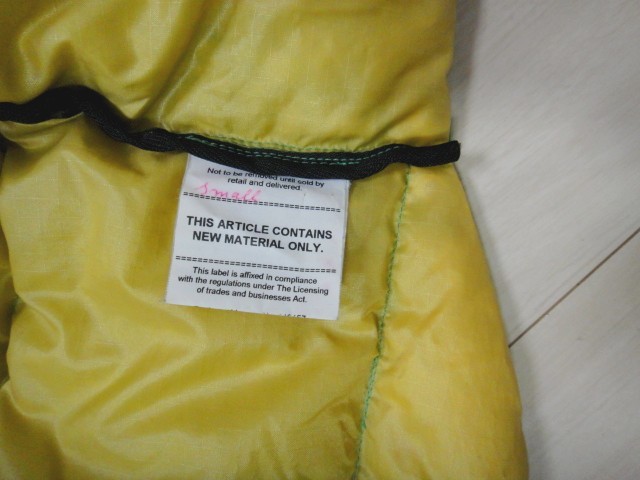 Not to be removed until sold by
retail and delivered.
small
THIS ARTICLE CONTAINS
NEW MATERIAL ONLY.
This label is affixed in compliance
with the regulations under The Licensing
of trades and businesses Act.